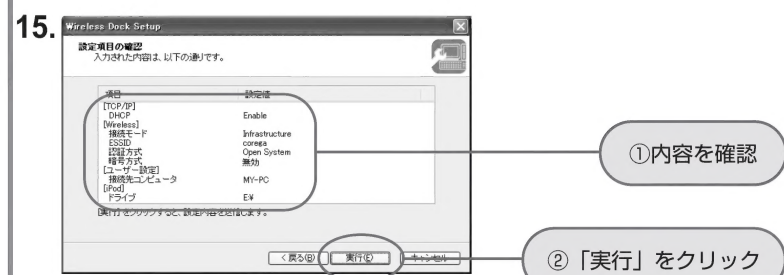 15.
Wireless Dock Setup
設定項目の確認
入力された内容は、以下の通りです。
項目 設定値
[TCP/IP]
DHCP Enable
[Wireless]
接続モード Infrastructure
ESSID corega
認証方式 Open System
暗号方式 無効
[ユーザー設定]
接続先コンピュータ MY-PC
[iPod]
ドライブ E:¥
[実行]をクリックすると、設定内容を送信します。
<戻る(B) 実行(E) キャンセル
①内容を確認
②「実行」をクリック